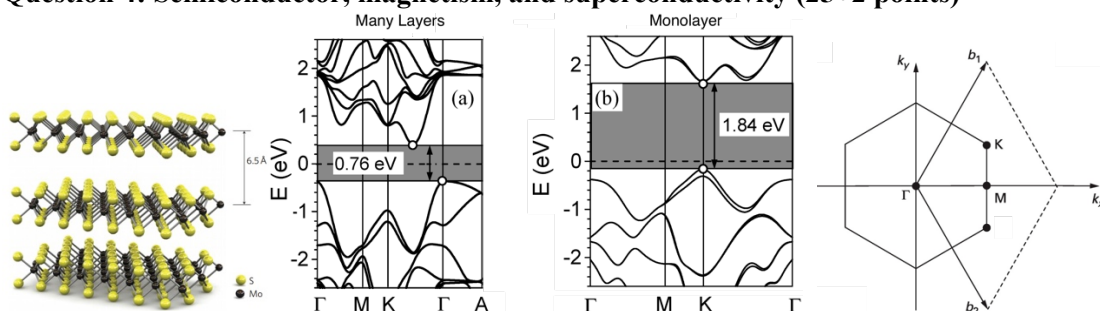 Question 4: Semiconductor, magnetism, and superconductivity (25+2 points)
Many Layers
Monolayer
6.5 Å
S
Mo
E (eV)
2
1
0
-1
-2
(a)
0.76 eV
Γ M K Γ A
E (eV)
2
1
0
-1
-2
(b)
1.84 eV
Γ M K Γ
k_y
b_1
K
Γ
M
b_2